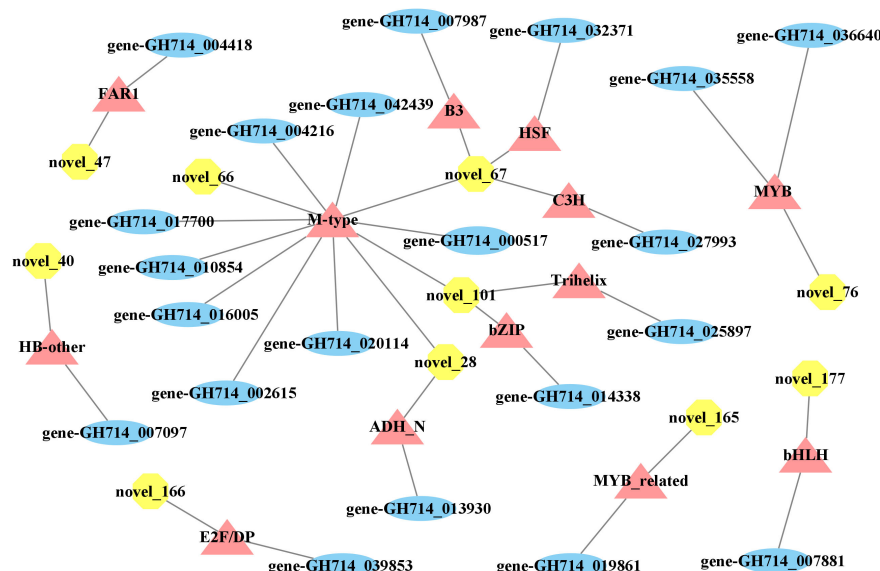 gene-GH714_007987
gene-GH714_032371
gene-GH714_036640
gene-GH714_004418
gene-GH714_035558
FAR1
gene-GH714_042439
B3
gene-GH714_004216
HSF
novel_47
novel_66
novel_67
MYB
C3H
gene-GH714_017700
M-type
gene-GH714_000517
gene-GH714_027993
novel_40
gene-GH714_010854
Trihelix
novel_101
novel_76
gene-GH714_016005
bZIP
gene-GH714_025897
HB-other
gene-GH714_020114
novel_28
novel_177
gene-GH714_002615
gene-GH714_014338
novel_165
gene-GH714_007097
ADH_N
bHLH
MYB_related
novel_166
gene-GH714_013930
E2F/DP
gene-GH714_039853
gene-GH714_019861
gene-GH714_007881